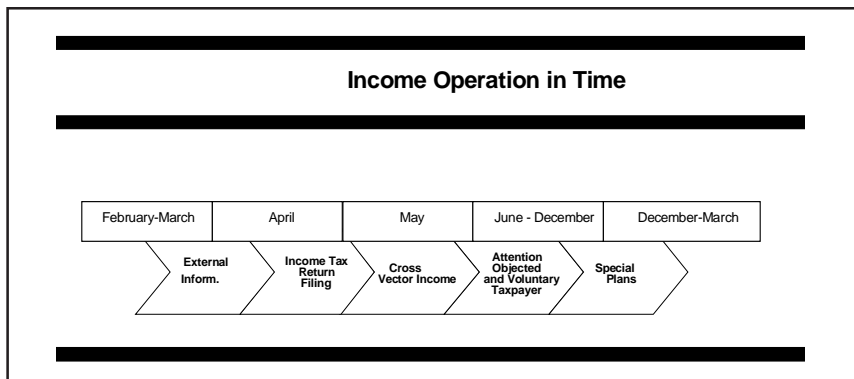 Income Operation in Time
February-March
April
May
June - December
December-March
External
Inform.
Income Tax
Return
Filing
Cross
Vector Income
Attention
Objected
and Voluntary
Taxpayer
Special
Plans